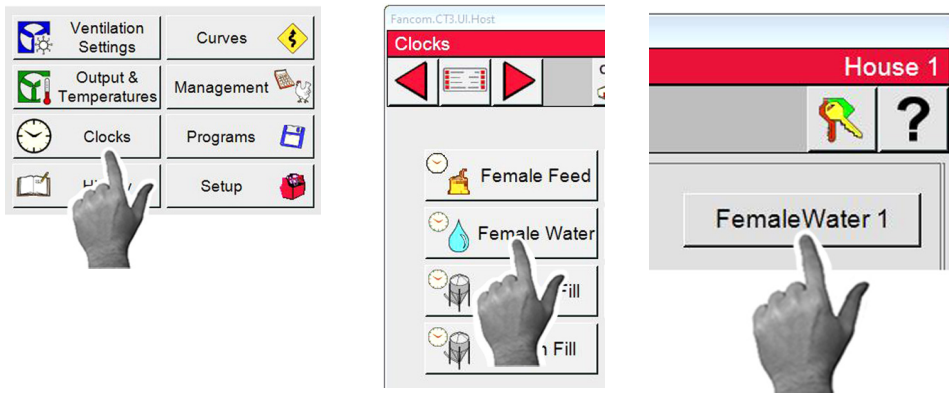 Ventilation
Settings
Curves
Output &
Temperatures
Management
Clocks
Programs
Setup
Fancom.CT3.UI.Host
Clocks
Female Feed
Female Water
Fill
Fill
House 1
?
FemaleWater 1